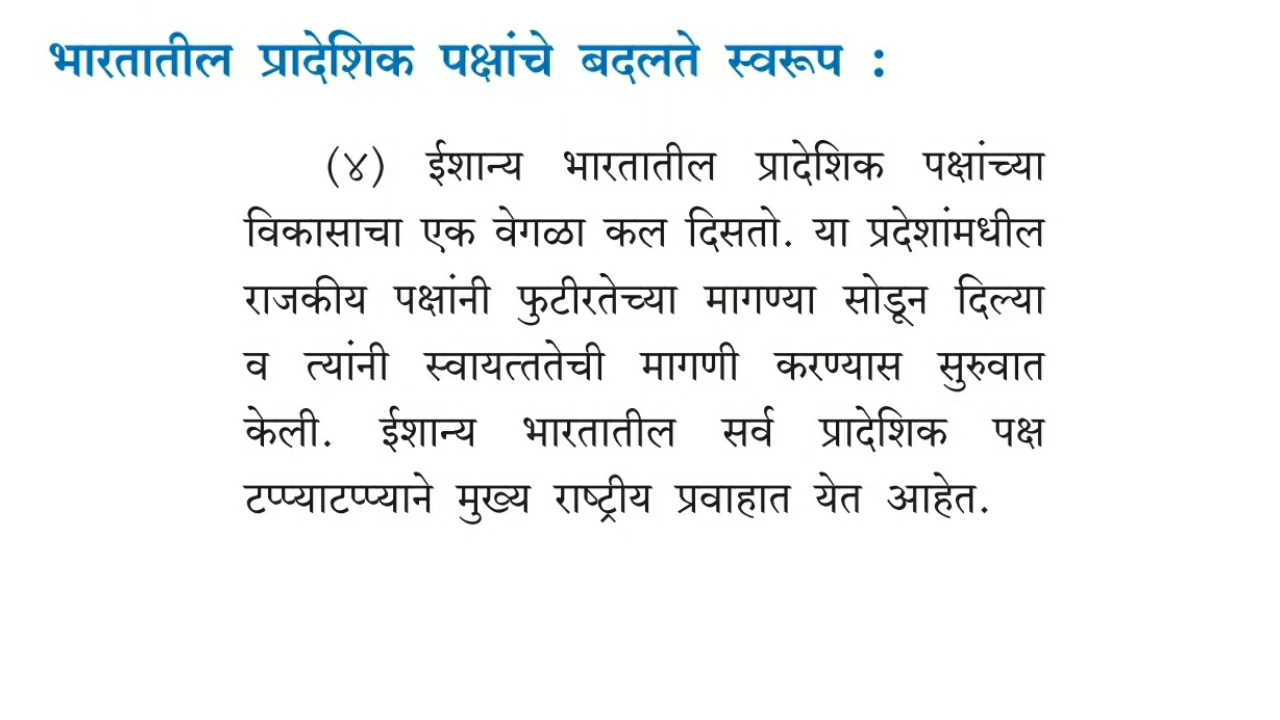 भारतातील प्रादेशिक पक्षांचे बदलते स्वरूप :
(४) ईशान्य भारतातील प्रादेशिक पक्षांच्या
विकासाचा एक वेगळा कल दिसतो. या प्रदेशांमधील
राजकीय पक्षांनी फुटीरतेच्या मागण्या सोडून दिल्या
व त्यांनी स्वायत्ततेची मागणी करण्यास सुरुवात
केली. ईशान्य भारतातील सर्व प्रादेशिक पक्ष
टप्प्याटप्प्याने मुख्य राष्ट्रीय प्रवाहात येत आहेत.